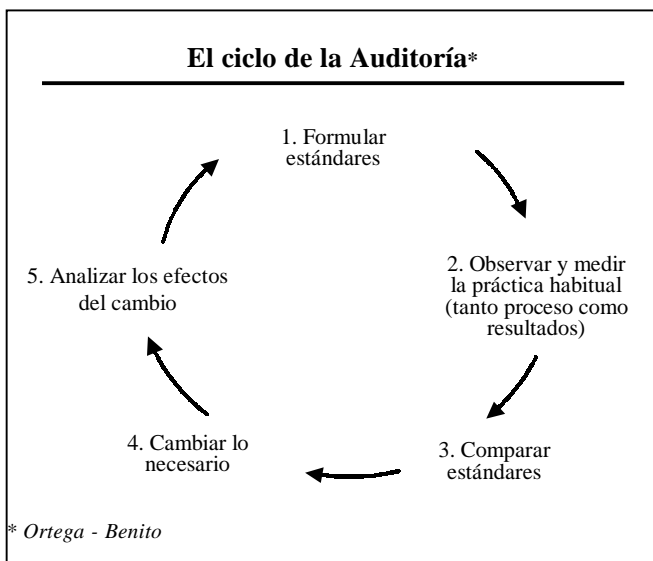 El ciclo de la Auditoría*
1. Formular
estándares
2. Observar y medir
la práctica habitual
(tanto proceso como
resultados)
3. Comparar
estándares
4. Cambiar lo
necesario
5. Analizar los efectos
del cambio
* Ortega - Benito